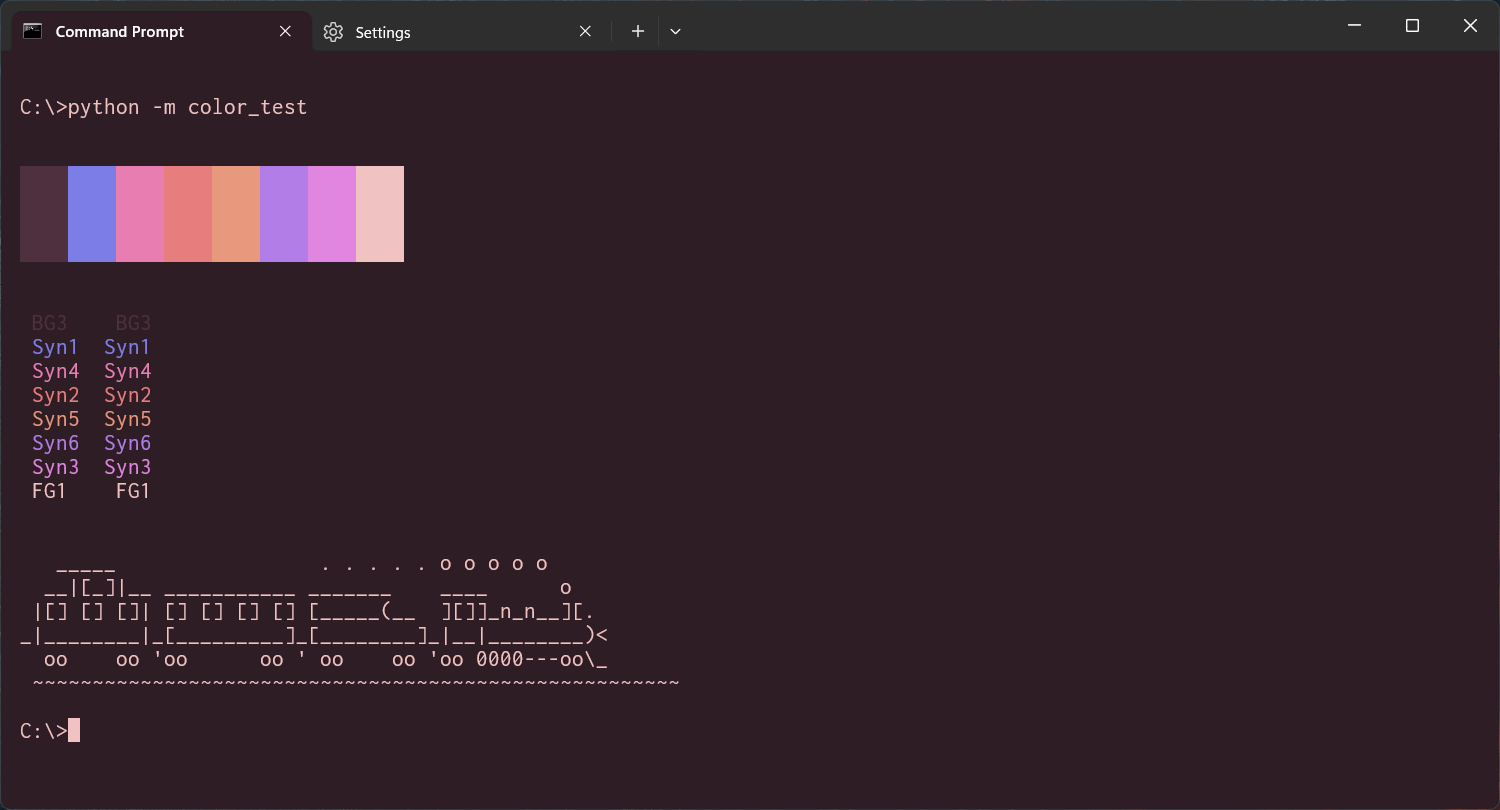 Command Prompt Settings
C:\>python -m color_test
BG3    BG3
Syn1  Syn1
Syn4  Syn4
Syn2  Syn2
Syn5  Syn5
Syn6  Syn6
Syn3  Syn3
FG1    FG1
   _____                 . . . . . o o o o o
  __|[_]|__ ___________ _______    ____      o
 |[] [] []| [] [] [] [] [_____(__  ][]]_n_n__][.
_|________|_[_________]_[________]_|__|________)<
  oo    oo 'oo      oo ' oo    oo 'oo 0000---oo\_
 ~~~~~~~~~~~~~~~~~~~~~~~~~~~~~~~~~~~~~~~~~~~~~~~~~~~~~~
C:\>